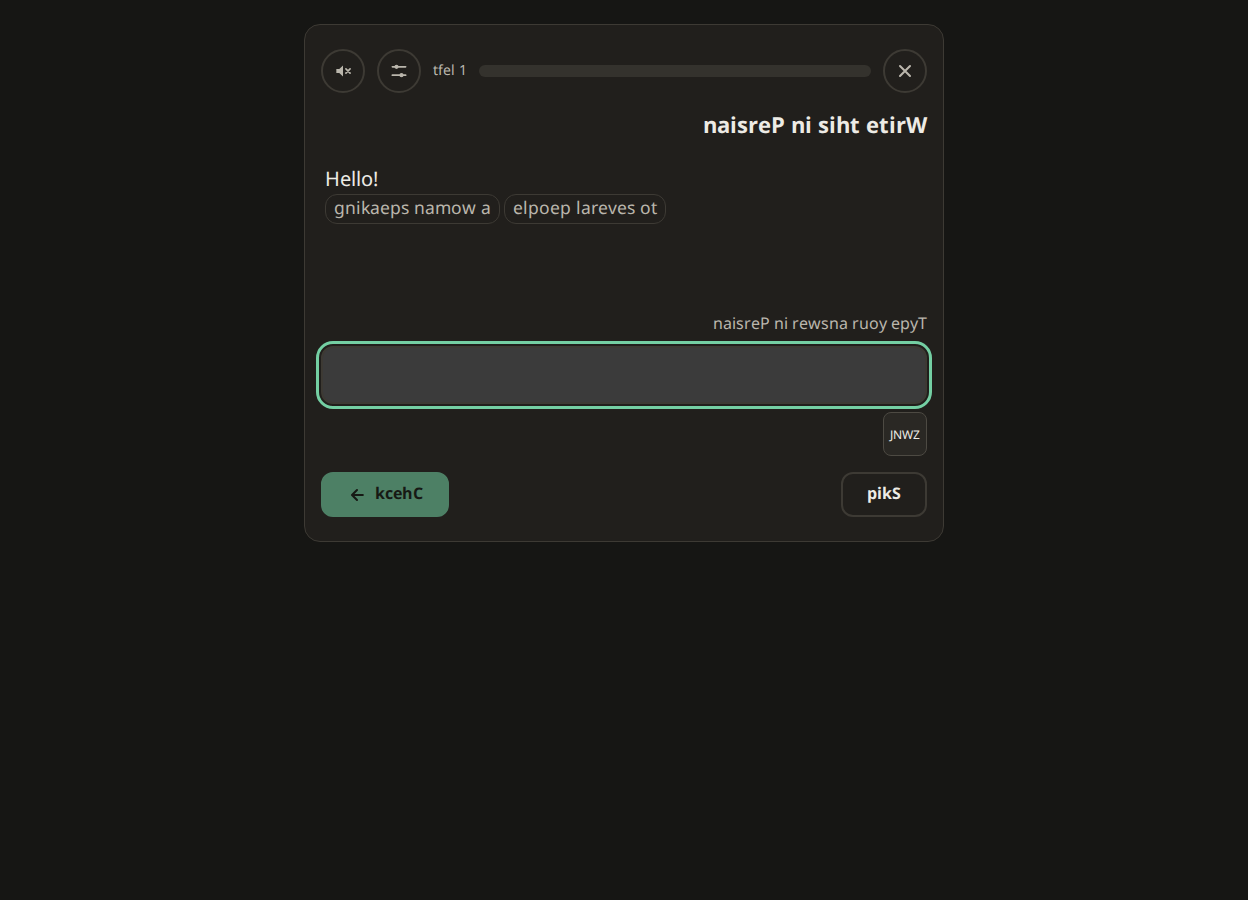 tfel 1
naisreP ni siht etirW
Hello!
gnikaeps namow a elpoep lareves ot
naisreP ni rewsna ruoy epyT
JNWZ
kcehC pikS